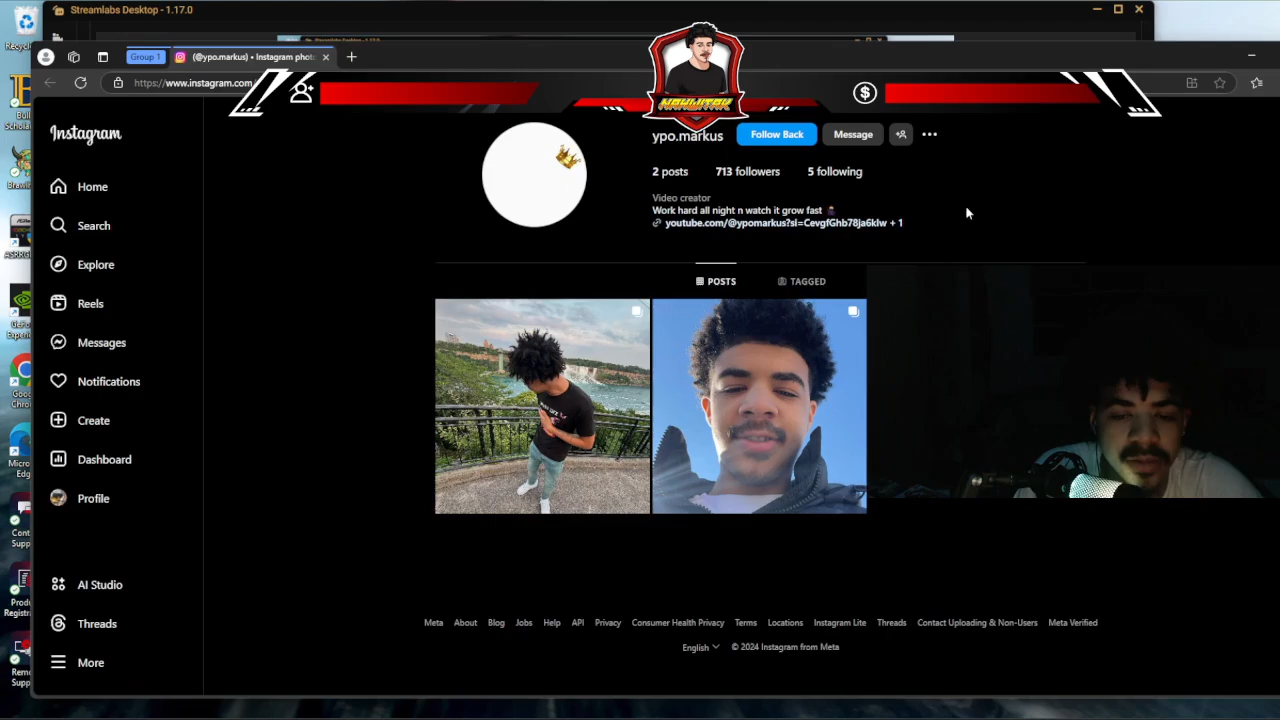 Streamlabs Desktop - 1.17.0
Group 1
(@ypo.markus) • Instagram phot
https://www.instagram.com
NAHWITAK
$
Instagram
Home
Search
Explore
Reels
Messages
Notifications
Create
Dashboard
Profile
AI Studio
Threads
More
ypo.markus
Follow Back
Message
2 posts
713 followers
5 following
Video creator
Work hard all night n watch it grow fast
youtube.com/@ypomarkus?si=CevgfGhb78ja6kIw + 1
POSTS
TAGGED
Meta
About
Blog
Jobs
Help
API
Privacy
Consumer Health Privacy
Terms
Locations
Instagram Lite
Threads
Contact Uploading & Non-Users
Meta Verified
English
© 2024 Instagram from Meta